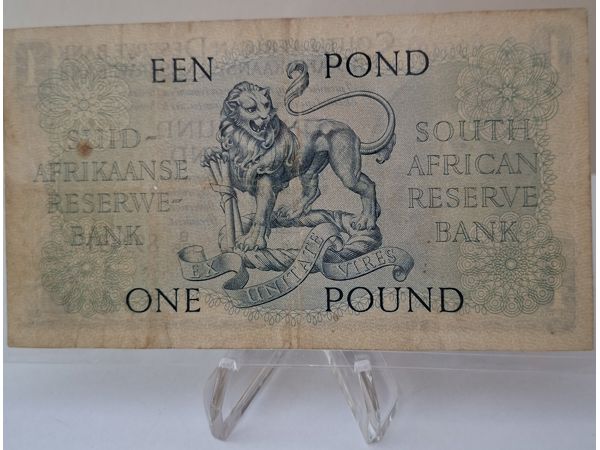 EEN POND
SUID-
AFRIKAANSE
RESERWE-
BANK
SOUTH
AFRICAN
RESERVE
BANK
EX UNITATE VIRES
ONE POUND